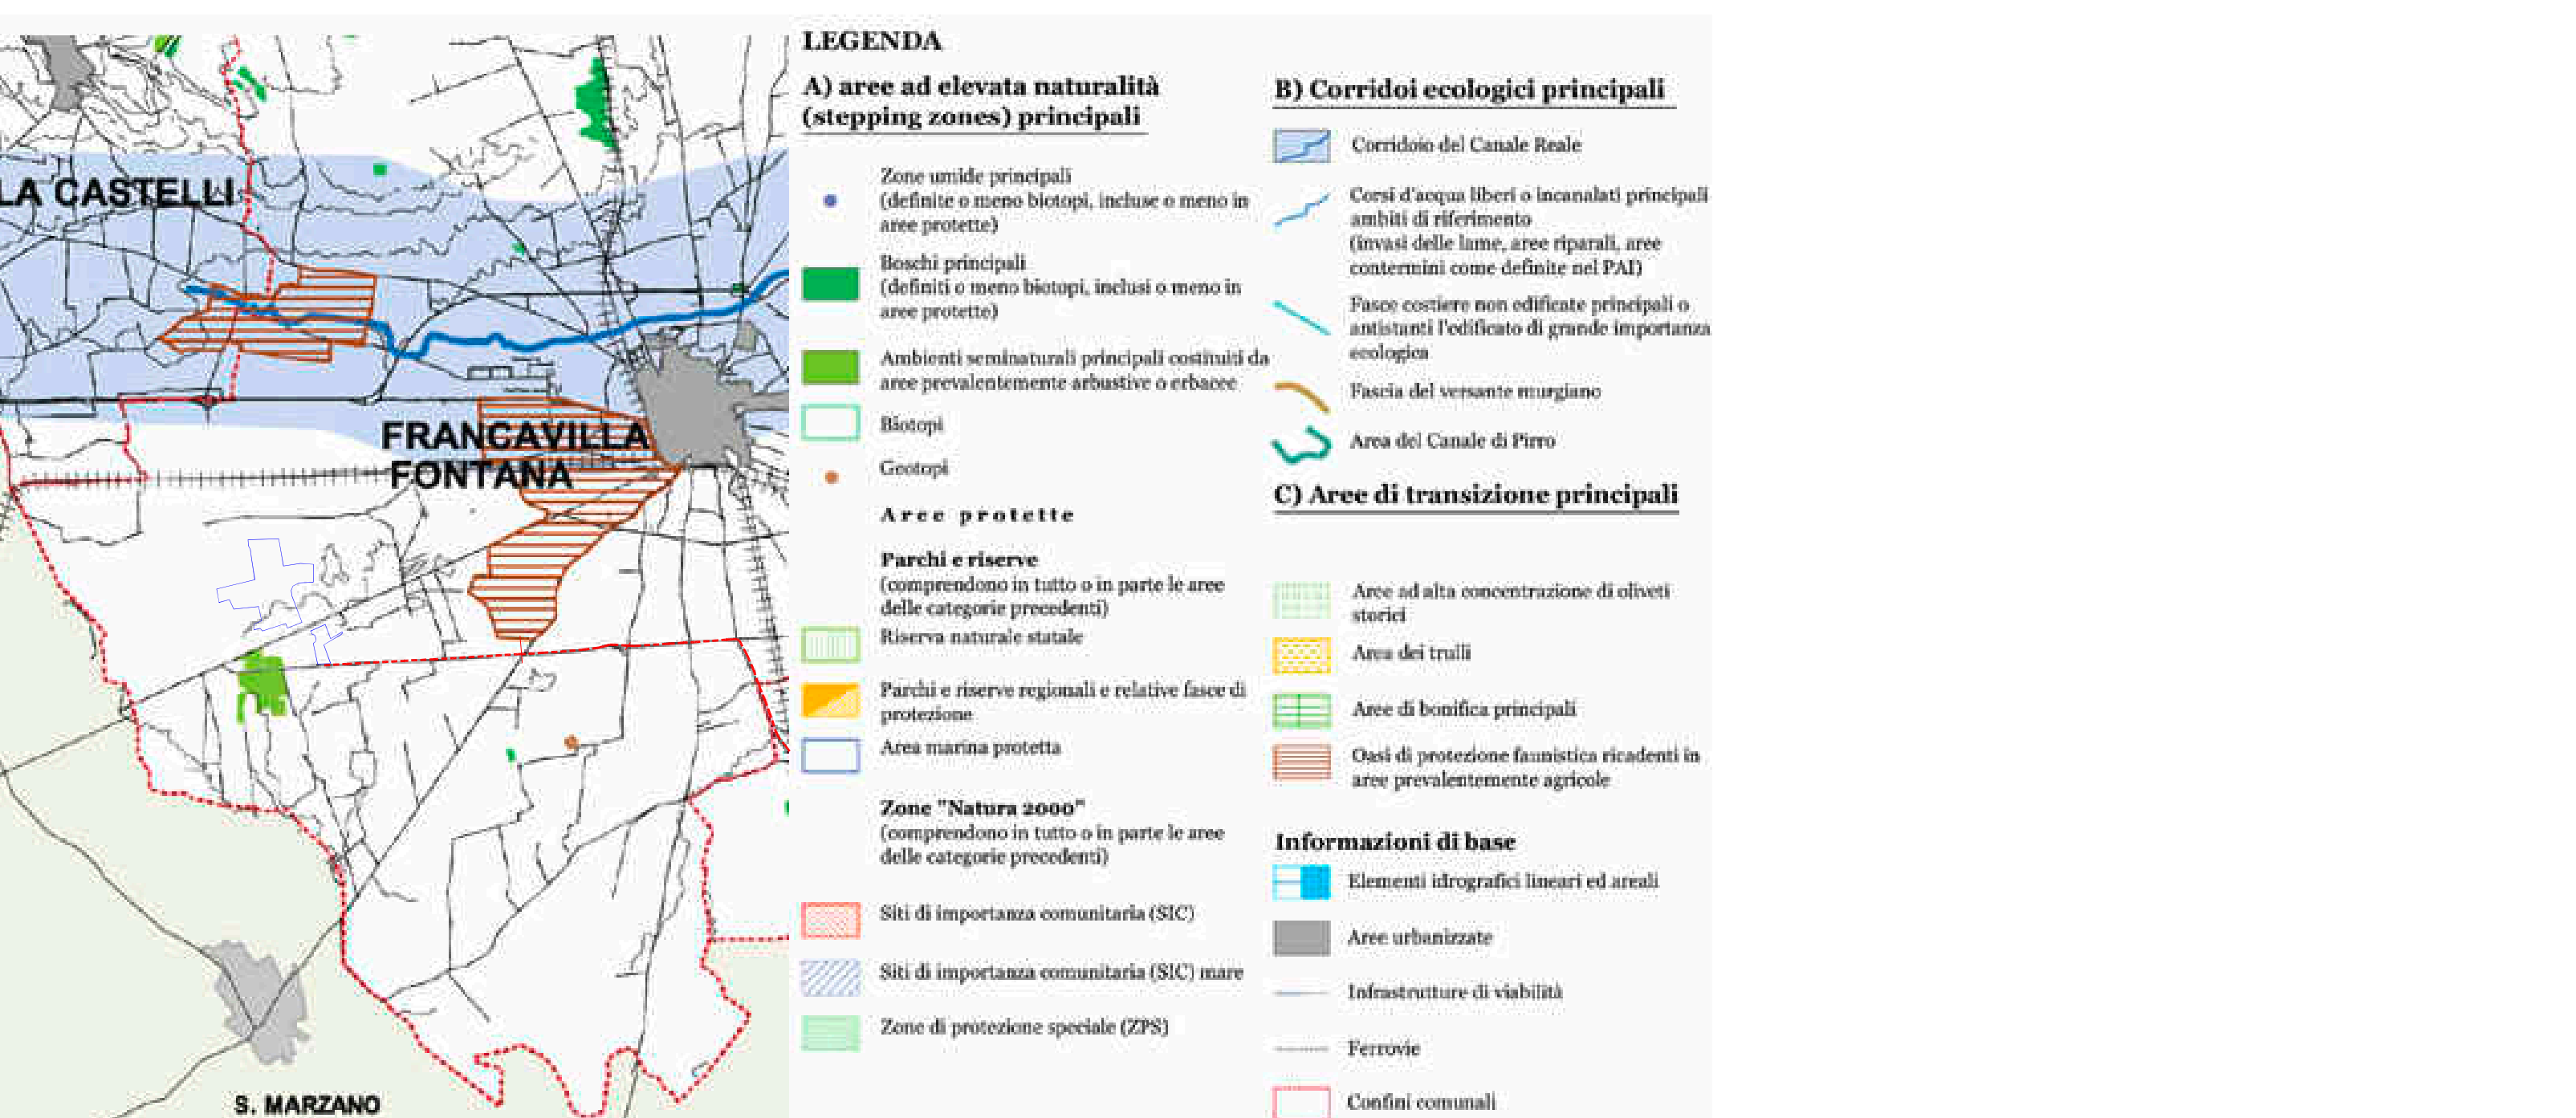 LA CASTELLI
FRANCAVILLA
FONTANA
S. MARZANO
LEGENDA
A) aree ad elevata naturalità
(stepping zones) principali
Zone umide principali
(definite o meno biotopi, incluse o meno in
aree protette)
Boschi principali
(definiti o meno biotopi, inclusi o meno in
aree protette)
Ambienti seminaturali principali costituiti da
aree prevalentemente arbustive o erbacee
Biotopi
Geotopi
Aree protette
Parchi e riserve
(comprendono in tutto o in parte le aree
delle categorie precedenti)
Riserva naturale statale
Parchi e riserve regionali e relative fasce di
protezione
Area marina protetta
Zone "Natura 2000"
(comprendono in tutto o in parte le aree
delle categorie precedenti)
Siti di importanza comunitaria (SIC)
Siti di importanza comunitaria (SIC) mare
Zone di protezione speciale (ZPS)
B) Corridoi ecologici principali
Corridoio del Canale Reale
Corsi d'acqua liberi o incanalati principali
ambiti di riferimento
(invasi delle lame, aree riparali, aree
contermini come definite nel PAI)
Fasce costiere non edificate principali o
antistanti l'edificato di grande importanza
ecologica
Fascia del versante murgiano
Area del Canale di Pirro
C) Aree di transizione principali
Aree ad alta concentrazione di oliveti
storici
Area dei trulli
Aree di bonifica principali
Oasi di protezione faunistica ricadenti in
aree prevalentemente agricole
Informazioni di base
Elementi idrografici lineari ed areali
Aree urbanizzate
Infrastrutture di viabilità
Ferrovie
Confini comunali